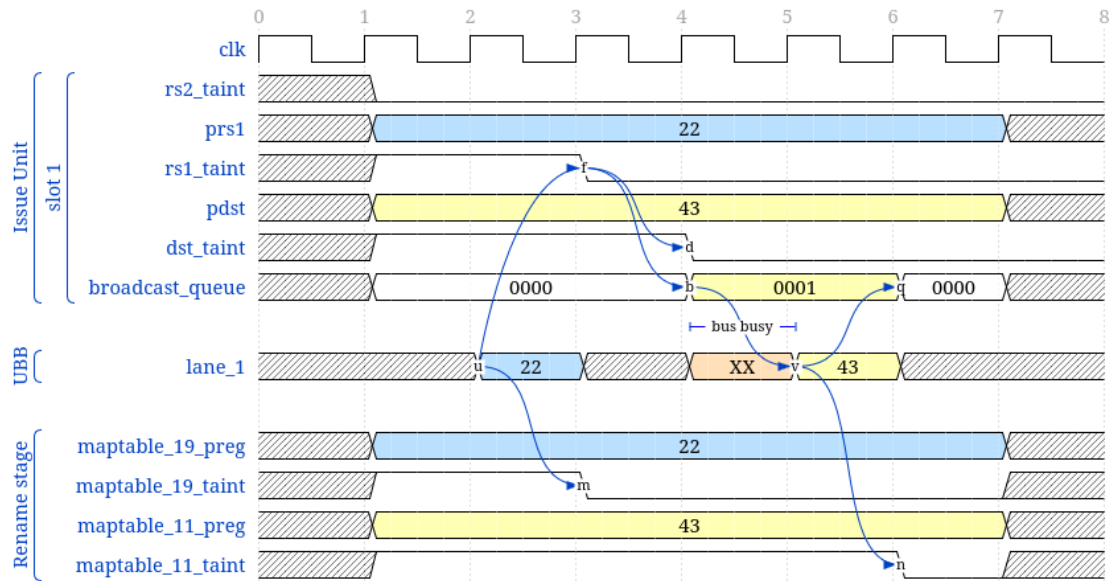 0 1 2 3 4 5 6 7 8
clk
Issue Unit
slot 1
rs2_taint
prs1 22
rs1_taint f
pdst 43
dst_taint d
broadcast_queue 0000 b 0001 q 0000
bus busy
UBB
lane_1 u 22 XX v 43
Rename stage
maptable_19_preg 22
maptable_19_taint m
maptable_11_preg 43
maptable_11_taint n